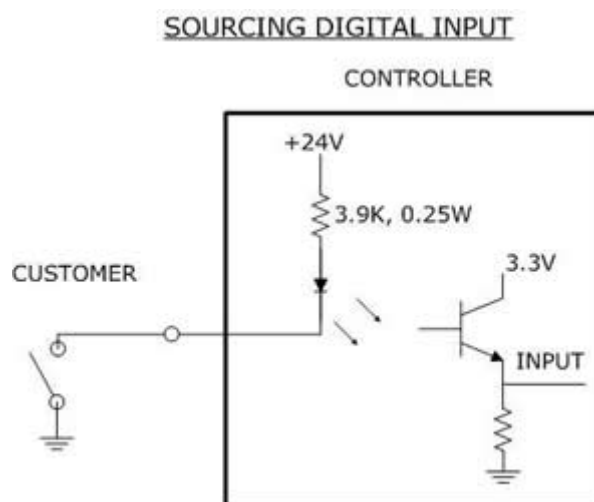 SOURCING DIGITAL INPUT
CONTROLLER
+24V
3.9K, 0.25W
CUSTOMER
3.3V
INPUT